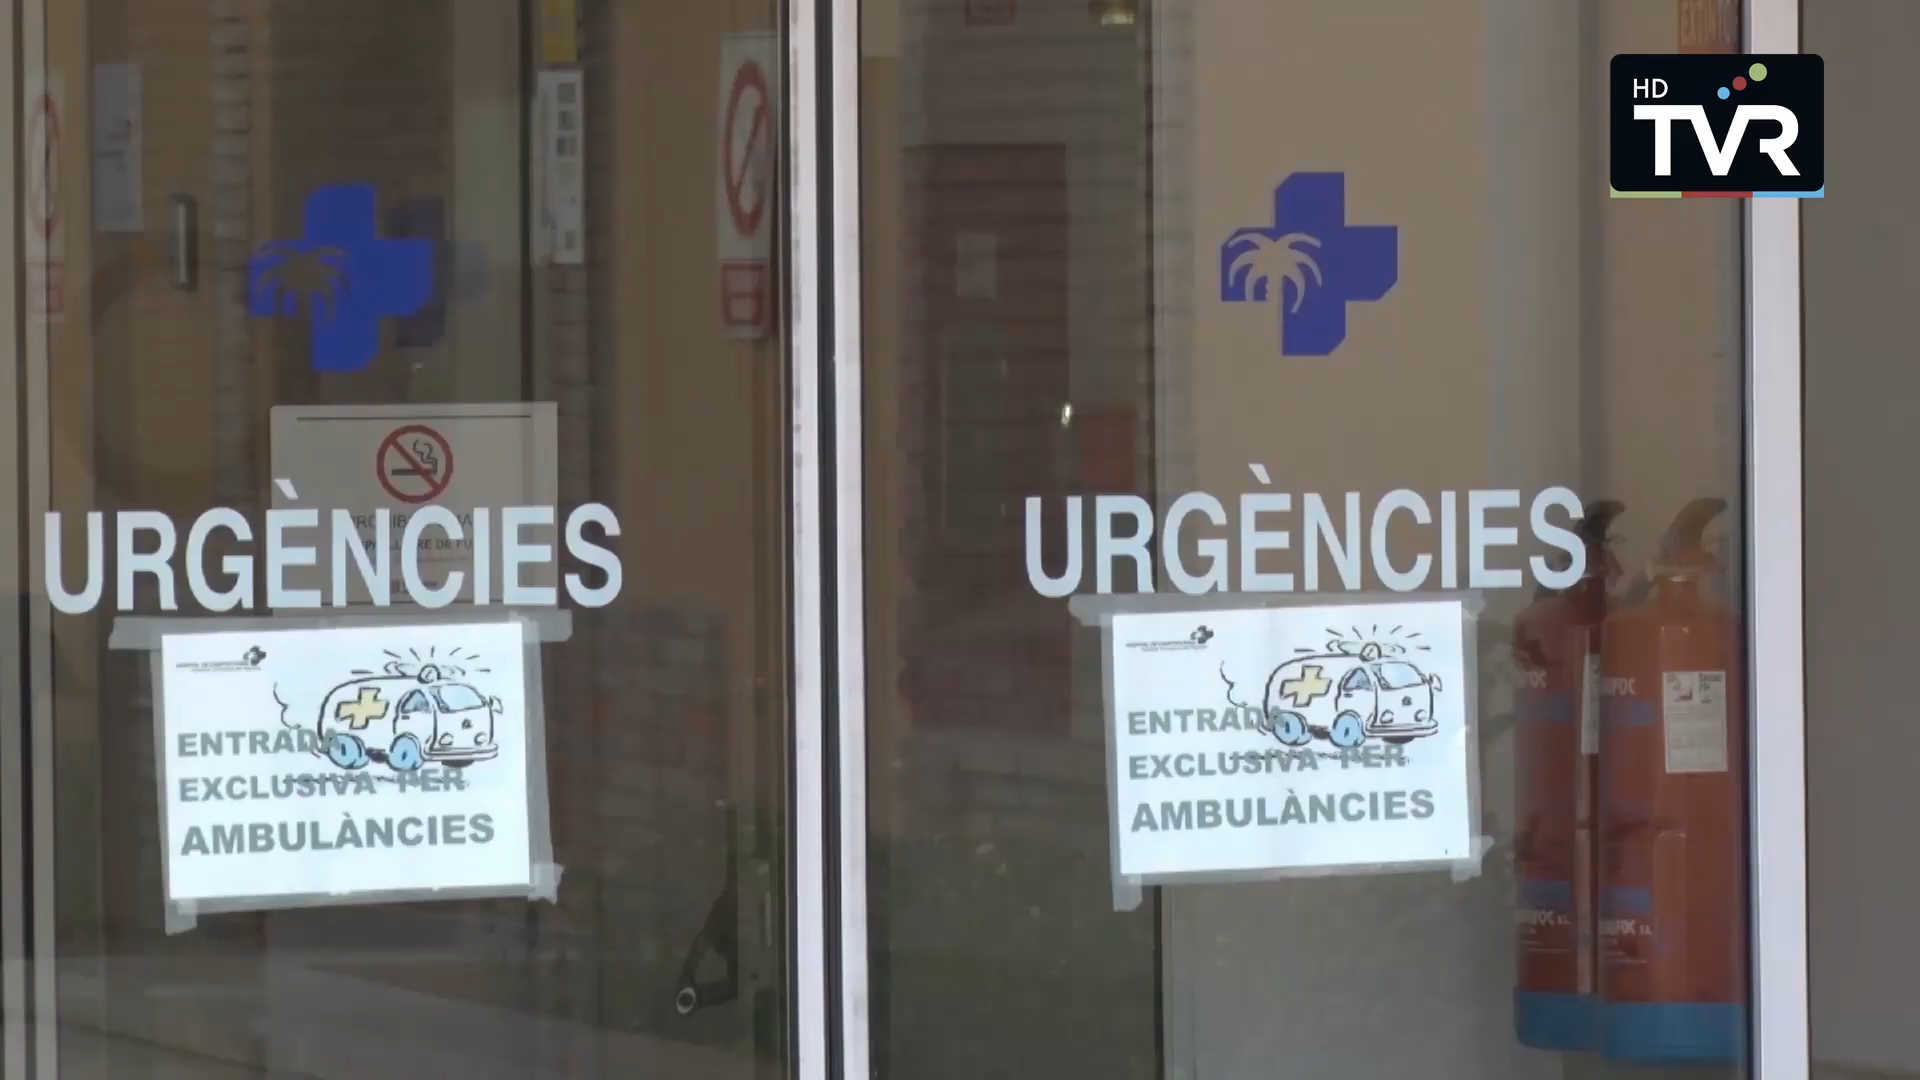 HD
TVR
URGÈNCIES
ENTRADA
EXCLUSIVA PER
AMBULÀNCIES
URGÈNCIES
ENTRADA
EXCLUSIVA PER
AMBULÀNCIES